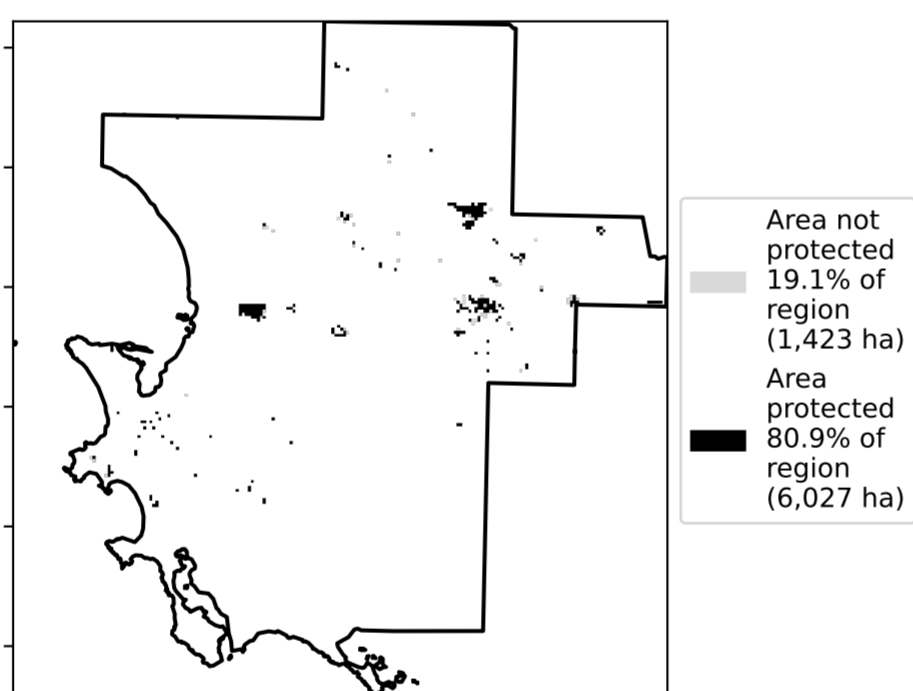 Area not
protected
19.1% of
region
(1,423 ha)
Area
protected
80.9% of
region
(6,027 ha)